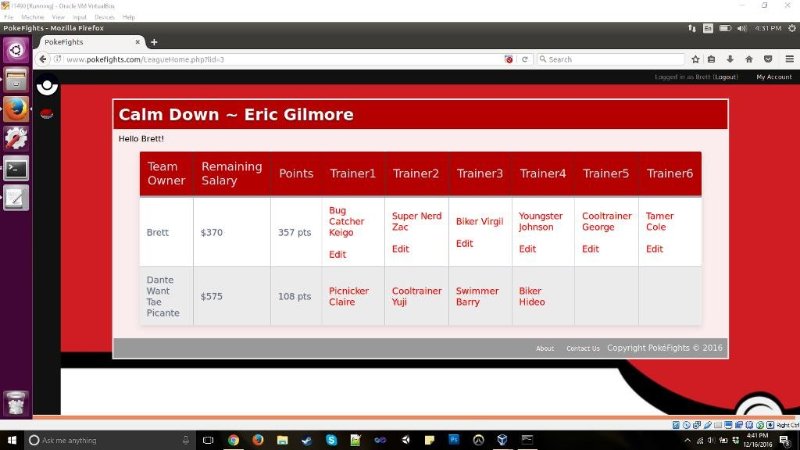 i1490 [Running] - Oracle VM VirtualBox
File Machine View Input Devices Help
PokeFights - Mozilla Firefox
En
4:31 PM
PokeFights
www.pokefights.com/LeagueHome.php?lid=3
Search
Logged in as Brett (Logout) My Account
Calm Down ~ Eric Gilmore
Hello Brett!
Team Owner Remaining Salary Points Trainer1 Trainer2 Trainer3 Trainer4 Trainer5 Trainer6
Brett $370 357 pts Bug Catcher Keigo Edit Super Nerd Zac Edit Biker Virgil Edit Youngster Johnson Edit Cooltrainer George Edit Tamer Cole Edit
Dante Want Tae Picante $575 108 pts Picnicker Claire Cooltrainer Yuji Swimmer Barry Biker Hideo
About Contact Us Copyright PokéFights © 2016
Right Ctrl
Ask me anything
4:41 PM
12/16/2016